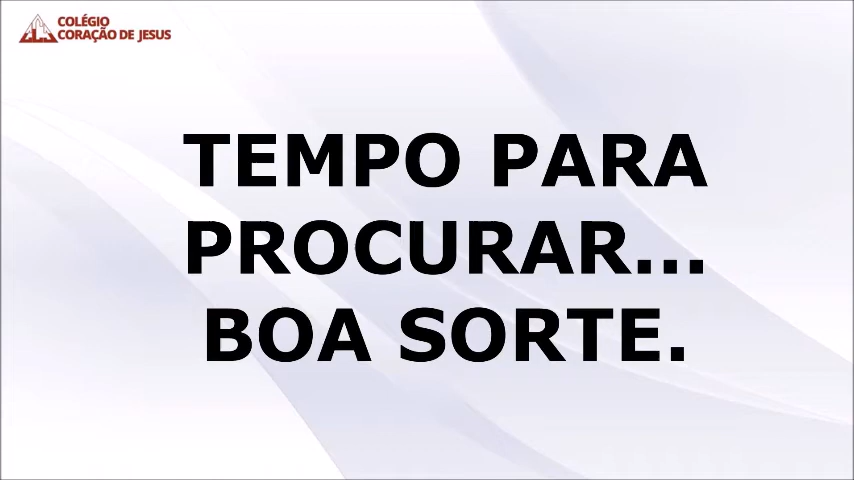 COLÉGIO
CORAÇÃO DE JESUS
TEMPO PARA
PROCURAR...
BOA SORTE.